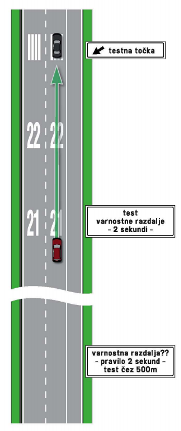 testna točka
22 22
test
varnostne razdalje
- 2 sekundi -
21 21
varnostna razdalja??
- pravilo 2 sekund -
test čez 500m